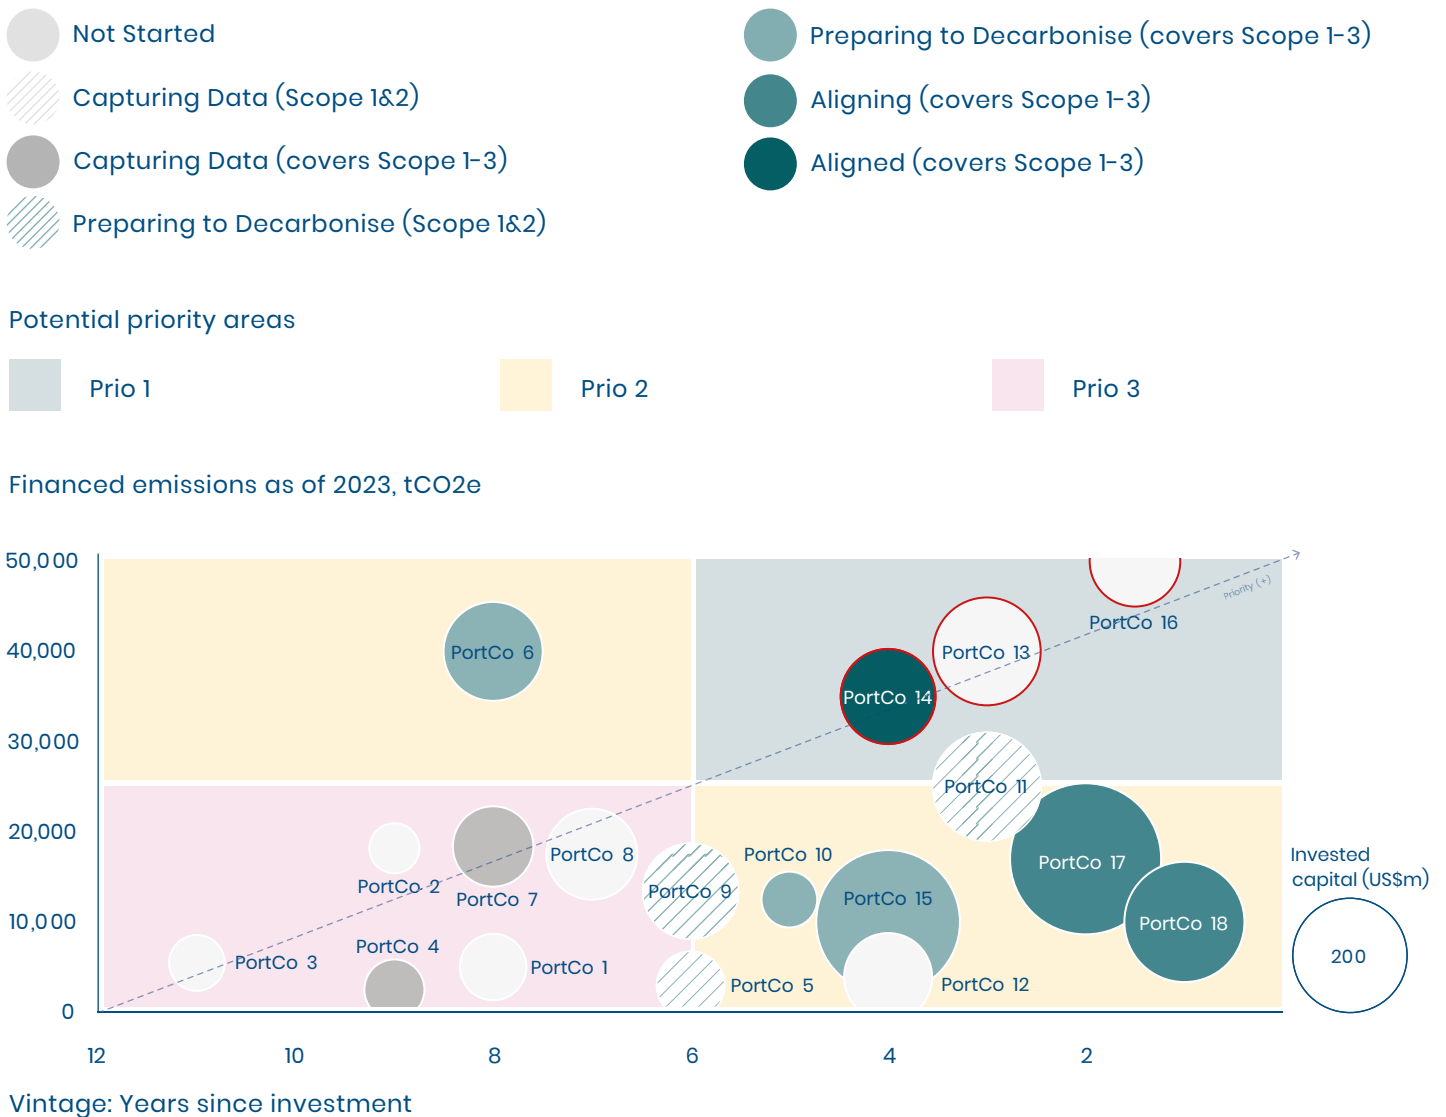 Not Started
Preparing to Decarbonise (covers Scope 1-3)
Capturing Data (Scope 1&2)
Aligning (covers Scope 1-3)
Capturing Data (covers Scope 1-3)
Aligned (covers Scope 1-3)
Preparing to Decarbonise (Scope 1&2)
Potential priority areas
Prio 1
Prio 2
Prio 3
Financed emissions as of 2023, tCO2e
50,000
Priority (+)
PortCo 16
40,000
PortCo 6
PortCo 13
PortCo 14
30,000
PortCo 11
20,000
PortCo 8
PortCo 10
PortCo 17
Invested
capital (US$m)
PortCo 2
PortCo 7
PortCo 9
PortCo 15
10,000
PortCo 18
PortCo 4
200
PortCo 3
PortCo 1
PortCo 5
PortCo 12
0
12
10
8
6
4
2
Vintage: Years since investment